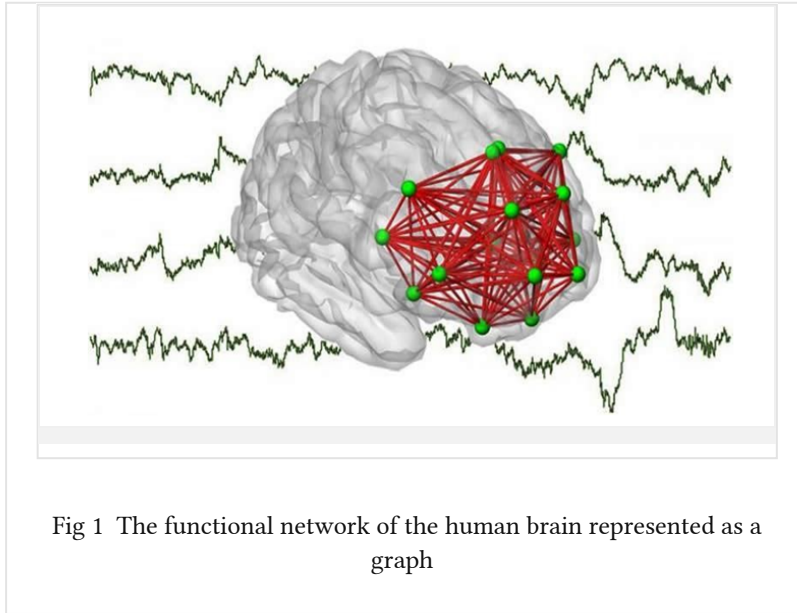 Fig 1 The functional network of the human brain represented as a
graph